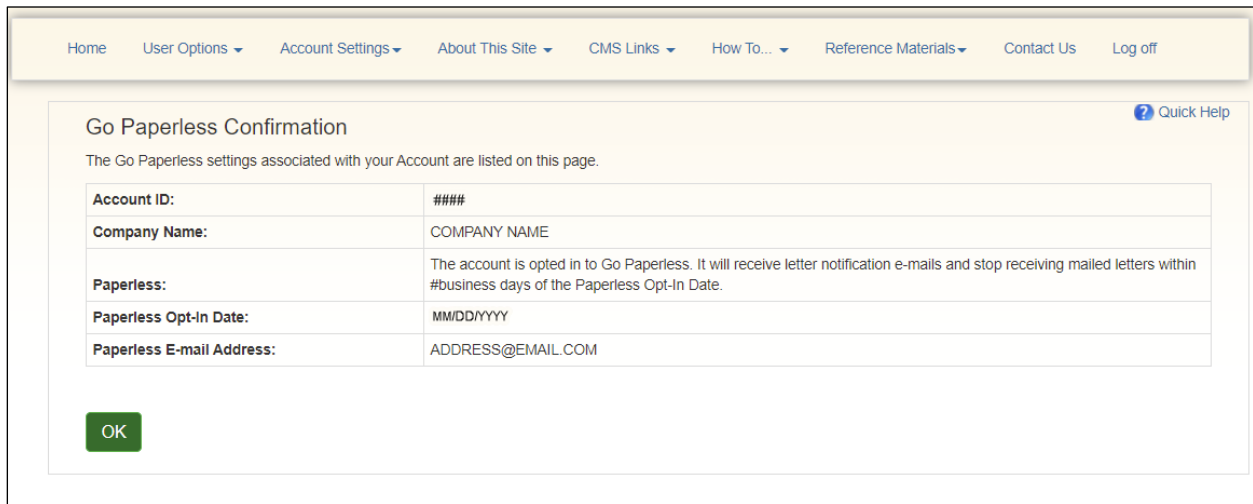 Home User Options Account Settings About This Site CMS Links How To... Reference Materials Contact Us Log off
Quick Help
Go Paperless Confirmation
The Go Paperless settings associated with your Account are listed on this page.
Account ID: ####
Company Name: COMPANY NAME
Paperless: The account is opted in to Go Paperless. It will receive letter notification e-mails and stop receiving mailed letters within
#business days of the Paperless Opt-In Date.
Paperless Opt-In Date: MM/DD/YYYY
Paperless E-mail Address: ADDRESS@EMAIL.COM
OK